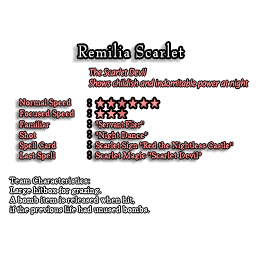 Remilia Scarlet
The Scarlet Devil
Shows childish and indomitable power at night
Normal Speed : ★★★★★★
Focused Speed : ★★★
Familiar : "Servant Flier"
Shot : "Night Dance"
Spell Card : Scarlet Sign "Red the Nightless Castle"
Last Spell : Scarlet Magic "Scarlet Devil"
Team Characteristics:
Large hitbox for grazing.
A bomb item is released when hit,
if the previous life had unused bombs.